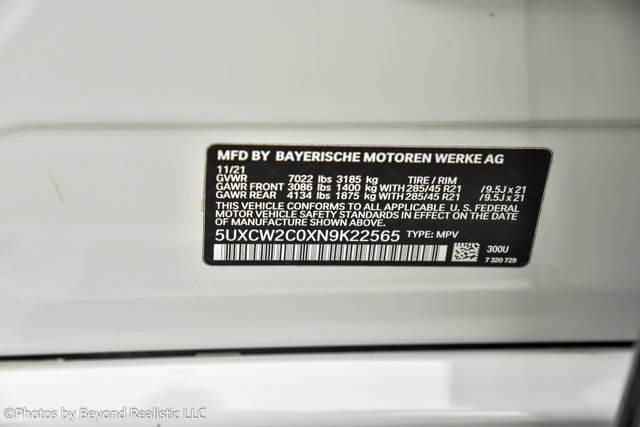 MFD BY BAYERISCHE MOTOREN WERKE AG
11/21
GVWR 7022 lbs 3185 kg TIRE / RIM
GAWR FRONT 3086 lbs 1400 kg WITH 285/45 R21 /9.5J x 21
GAWR REAR 4134 lbs 1875 kg WITH 285/45 R21 /9.5J x 21
THIS VEHICLE CONFORMS TO ALL APPLICABLE U.S. FEDERAL
MOTOR VEHICLE SAFETY STANDARDS IN EFFECT ON THE
DATE OF MANUFACTURE SHOWN ABOVE.
5UXCW2C0XN9K22565 TYPE: MPV
300U
7 320 729
©Photos by Beyond Realistic LLC